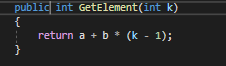 public int GetElement(int k)
{
    return a + b * (k - 1);
}